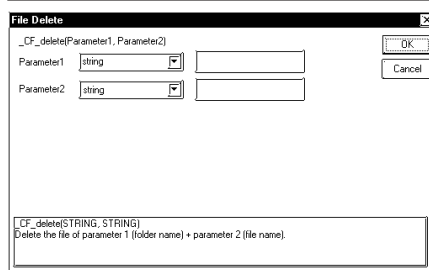 File Delete
_CF_delete(Parameter1, Parameter2)
OK
Parameter1 string
Cancel
Parameter2 string
_CF_delete(STRING, STRING)
Delete the file of parameter 1 (folder name) + parameter 2 (file name).